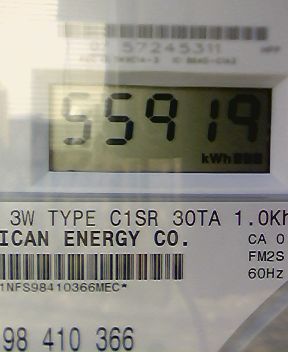 57245311
55919
kWh
3W TYPE C1SR 30TA 1.0Kh
ICAN ENERGY CO.
CA 0
FM2S
60Hz
1NFS98410366MEC*
98 410 366